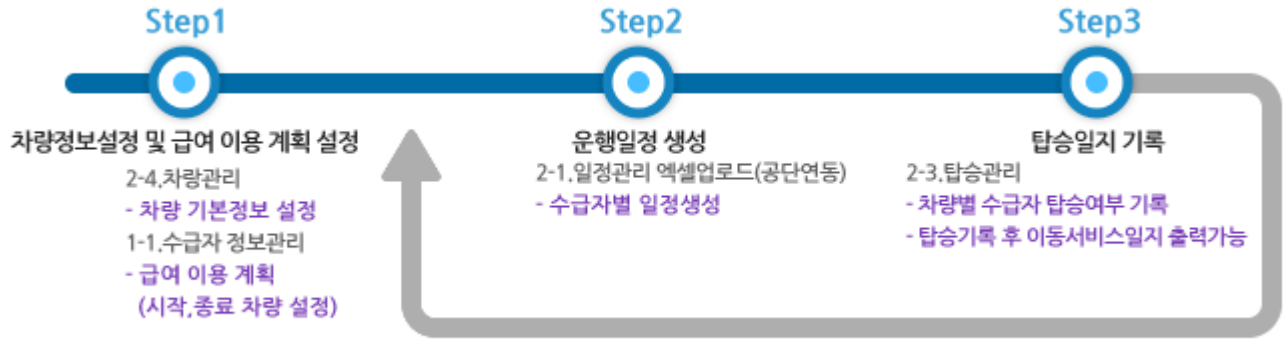 Step1
차량정보설정 및 급여 이용 계획 설정
2-4.차랑관리
- 차량 기본정보 설정
1-1.수급자 정보관리
- 급여 이용 계획
(시작,종료 차량 설정)
Step2
운행일정 생성
2-1.일정관리 엑셀업로드(공단연동)
- 수급자별 일정생성
Step3
탑승일지 기록
2-3.탑승관리
- 차량별 수급자 탑승여부 기록
- 탑승기록 후 이동서비스일지 출력가능